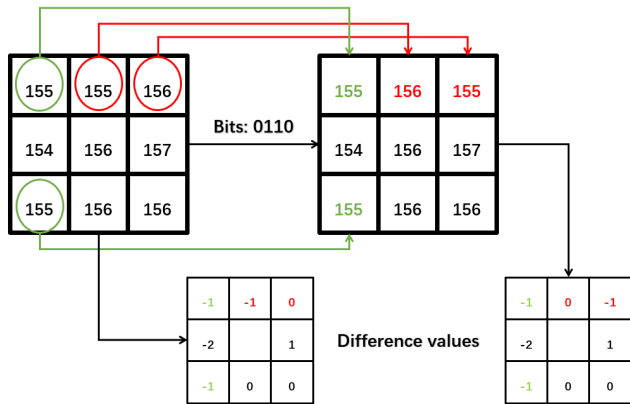 155 155 156 155 156 155
154 156 157 Bits: 0110 154 156 157
155 156 156 155 156 156
-1 -1 0 -1 0 -1
-2 1 Difference values -2 1
-1 0 0 -1 0 0